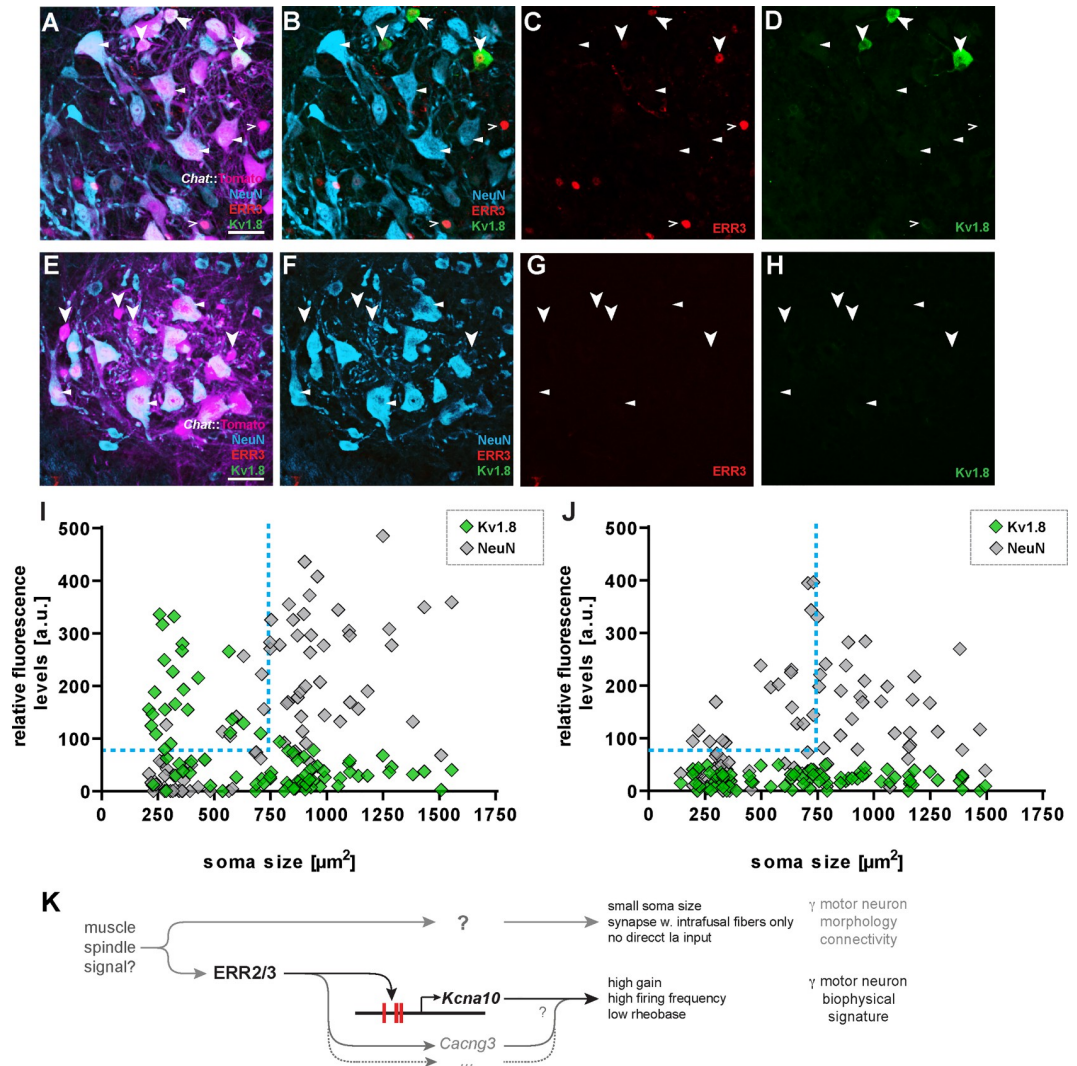 A
Chat::Tomato
NeuN
ERR3
Kv1.8
B
NeuN
ERR3
Kv1.8
C
ERR3
D
Kv1.8
E
Chat::Tomato
NeuN
ERR3
Kv1.8
F
NeuN
ERR3
Kv1.8
G
ERR3
H
Kv1.8
I
relative fluorescence
levels [a.u.]
500
400
300
200
100
0
0 250 500 750 1000 1250 1500 1750
soma size [µm²]
Kv1.8
NeuN
J
relative fluorescence
levels [a.u.]
500
400
300
200
100
0
0 250 500 750 1000 1250 1500 1750
soma size [µm²]
Kv1.8
NeuN
K
muscle
spindle
signal?
?
small soma size
synapse w. intrafusal fibers only
no direcct Ia input
γ motor neuron
morphology
connectivity
ERR2/3
Kcna10
?
Cacng3
...
high gain
high firing frequency
low rheobase
γ motor neuron
biophysical
signature